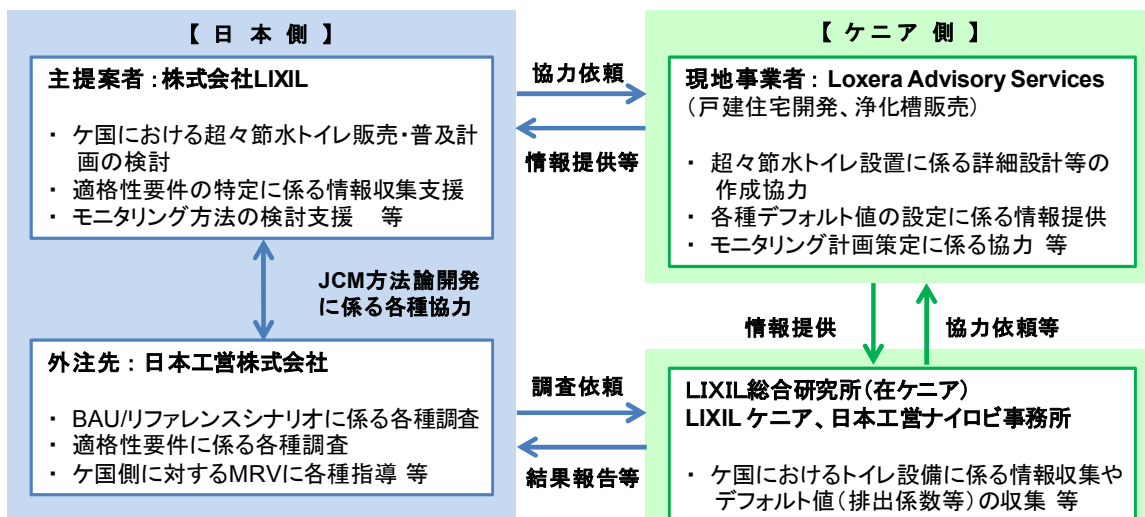 【 日 本 側 】
主提案者：株式会社LIXIL
・ ケ国における超々節水トイレ販売・普及計
画の検討
・ 適格性要件の特定に係る情報収集支援
・ モニタリング方法の検討支援　等
JCM方法論開発
に係る各種協力
外注先：日本工営株式会社
・ BAU/リファレンスシナリオに係る各種調査
・ 適格性要件に係る各種調査
・ ケ国側に対するMRVに各種指導 等
協力依頼
情報提供等
調査依頼
結果報告等
【 ケニア 側 】
現地事業者： Loxera Advisory Services
（戸建住宅開発、浄化槽販売）
・ 超々節水トイレ設置に係る詳細設計等の
作成協力
・ 各種デフォルト値の設定に係る情報提供
・ モニタリング計画策定に係る協力 等
情報提供
協力依頼等
LIXIL総合研究所（在ケニア）
LIXIL ケニア、日本工営ナイロビ事務所
・ ケ国におけるトイレ設備に係る情報収集や
デフォルト値（排出係数等）の収集 等